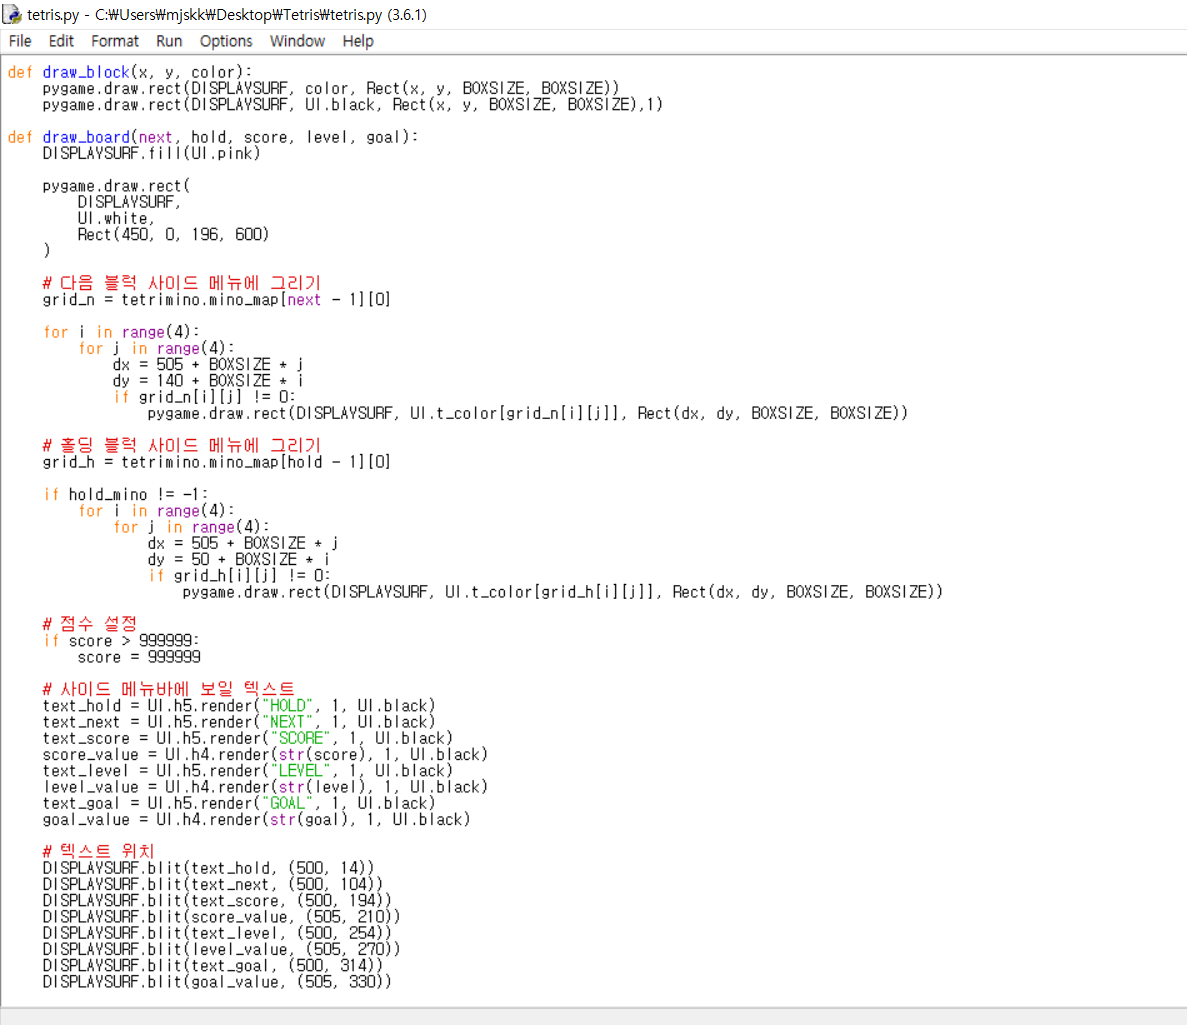 tetris.py - C:₩Users₩mjskk₩Desktop₩Tetris₩tetris.py (3.6.1)
File Edit Format Run Options Window Help
def draw_block(x, y, color):
    pygame.draw.rect(DISPLAYSURF, color, Rect(x, y, BOXSIZE, BOXSIZE))
    pygame.draw.rect(DISPLAYSURF, UI.black, Rect(x, y, BOXSIZE, BOXSIZE),1)
def draw_board(next, hold, score, level, goal):
    DISPLAYSURF.fill(UI.pink)
    pygame.draw.rect(
        DISPLAYSURF,
        UI.white,
        Rect(450, 0, 196, 600)
    )
    # 다음 블럭 사이드 메뉴에 그리기
    grid_n = tetrimino.mino_map[next - 1][0]
    for i in range(4):
        for j in range(4):
            dx = 505 + BOXSIZE * j
            dy = 140 + BOXSIZE * i
            if grid_n[i][j] != 0:
                pygame.draw.rect(DISPLAYSURF, UI.t_color[grid_n[i][j]], Rect(dx, dy, BOXSIZE, BOXSIZE))
    # 홀딩 블럭 사이드 메뉴에 그리기
    grid_h = tetrimino.mino_map[hold - 1][0]
    if hold_mino != -1:
        for i in range(4):
            for j in range(4):
                dx = 505 + BOXSIZE * j
                dy = 50 + BOXSIZE * i
                if grid_h[i][j] != 0:
                    pygame.draw.rect(DISPLAYSURF, UI.t_color[grid_h[i][j]], Rect(dx, dy, BOXSIZE, BOXSIZE))
    # 점수 설정
    if score > 999999:
        score = 999999
    # 사이드 메뉴바에 보일 텍스트
    text_hold = UI.h5.render("HOLD", 1, UI.black)
    text_next = UI.h5.render("NEXT", 1, UI.black)
    text_score = UI.h5.render("SCORE", 1, UI.black)
    score_value = UI.h4.render(str(score), 1, UI.black)
    text_level = UI.h5.render("LEVEL", 1, UI.black)
    level_value = UI.h4.render(str(level), 1, UI.black)
    text_goal = UI.h5.render("GOAL", 1, UI.black)
    goal_value = UI.h4.render(str(goal), 1, UI.black)
    # 텍스트 위치
    DISPLAYSURF.blit(text_hold, (500, 14))
    DISPLAYSURF.blit(text_next, (500, 104))
    DISPLAYSURF.blit(text_score, (500, 194))
    DISPLAYSURF.blit(score_value, (505, 210))
    DISPLAYSURF.blit(text_level, (500, 254))
    DISPLAYSURF.blit(level_value, (505, 270))
    DISPLAYSURF.blit(text_goal, (500, 314))
    DISPLAYSURF.blit(goal_value, (505, 330))